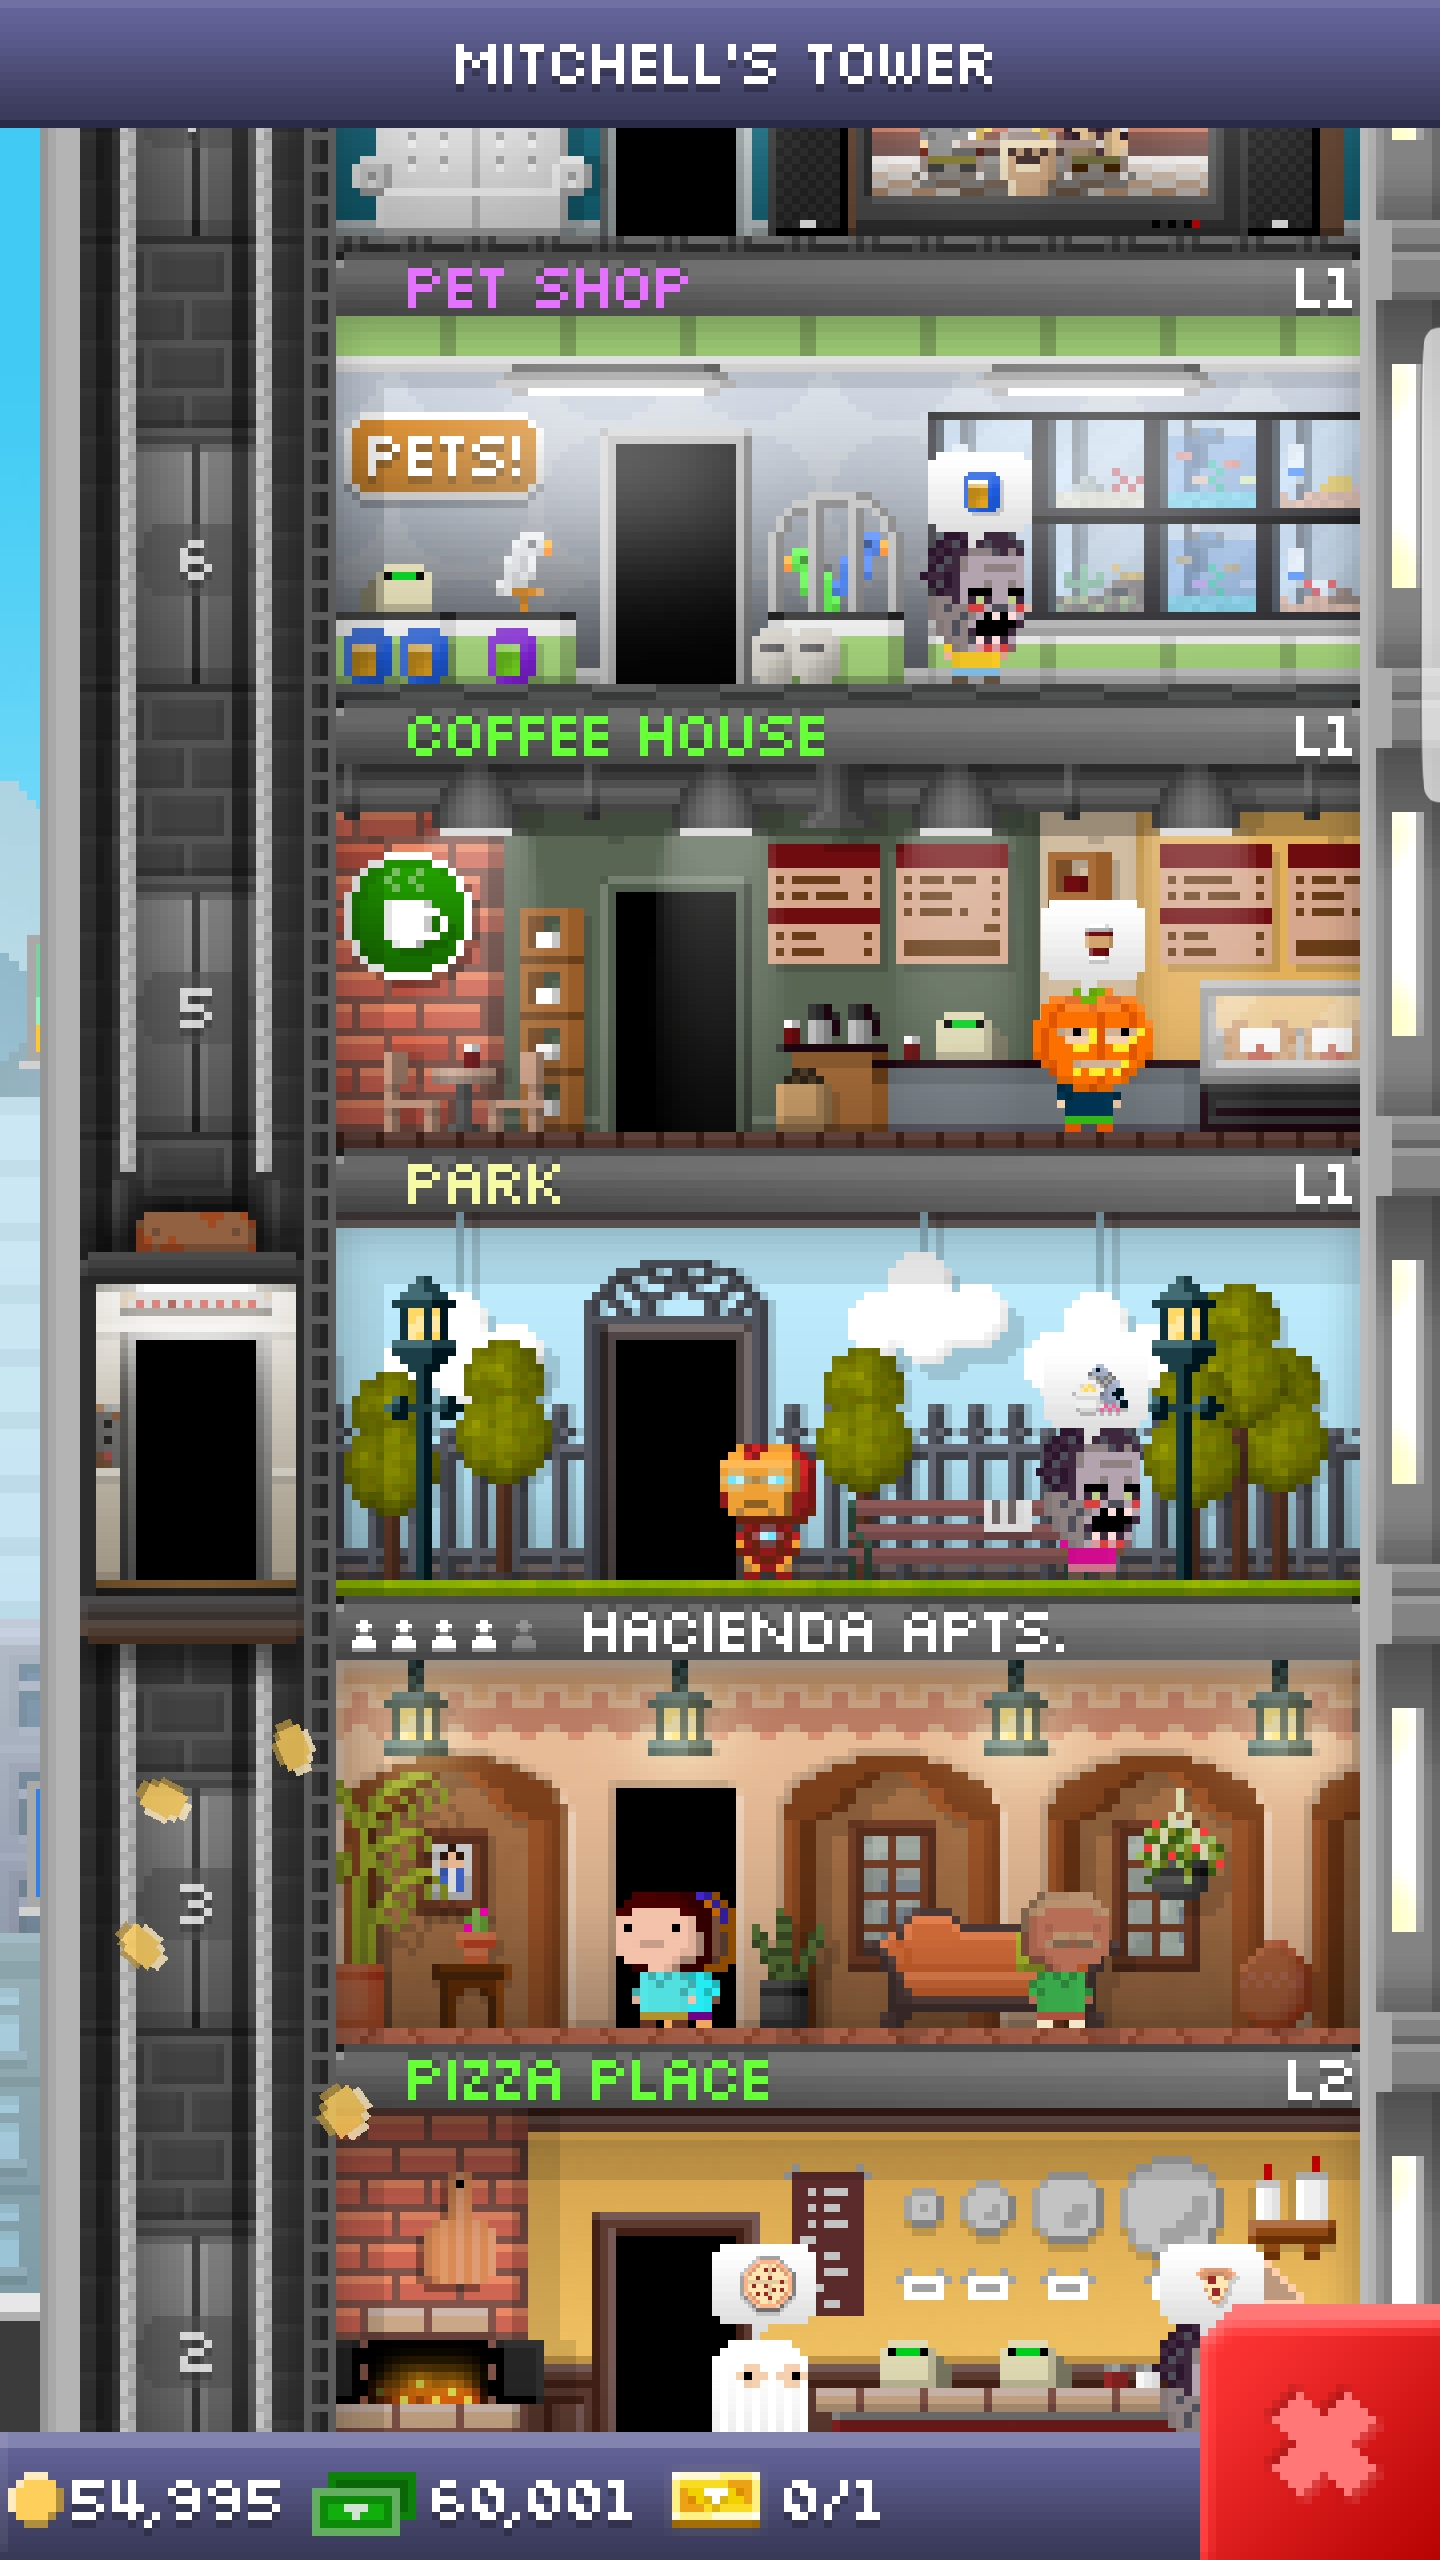 MITCHELL'S TOWER
PET SHOP L1
PETS!
6
COFFEE HOUSE L1
5
PARK L1
HACIENDA APTS.
3
PIZZA PLACE L2
2
54,995 60,001 0/1